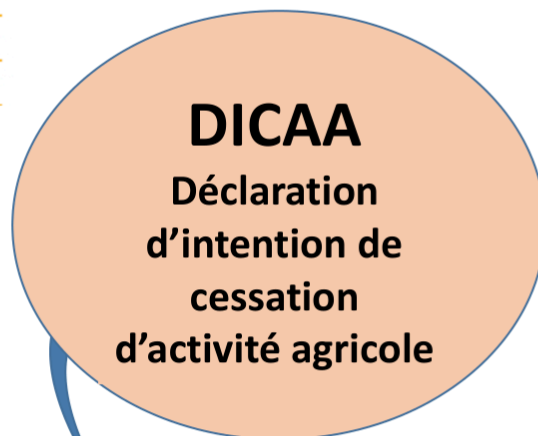 DICAA
Déclaration
d’intention de
cessation
d’activité agricole